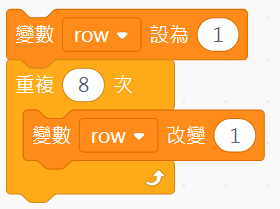 變數 row 設為 1
重複 8 次
變數 row 改變 1